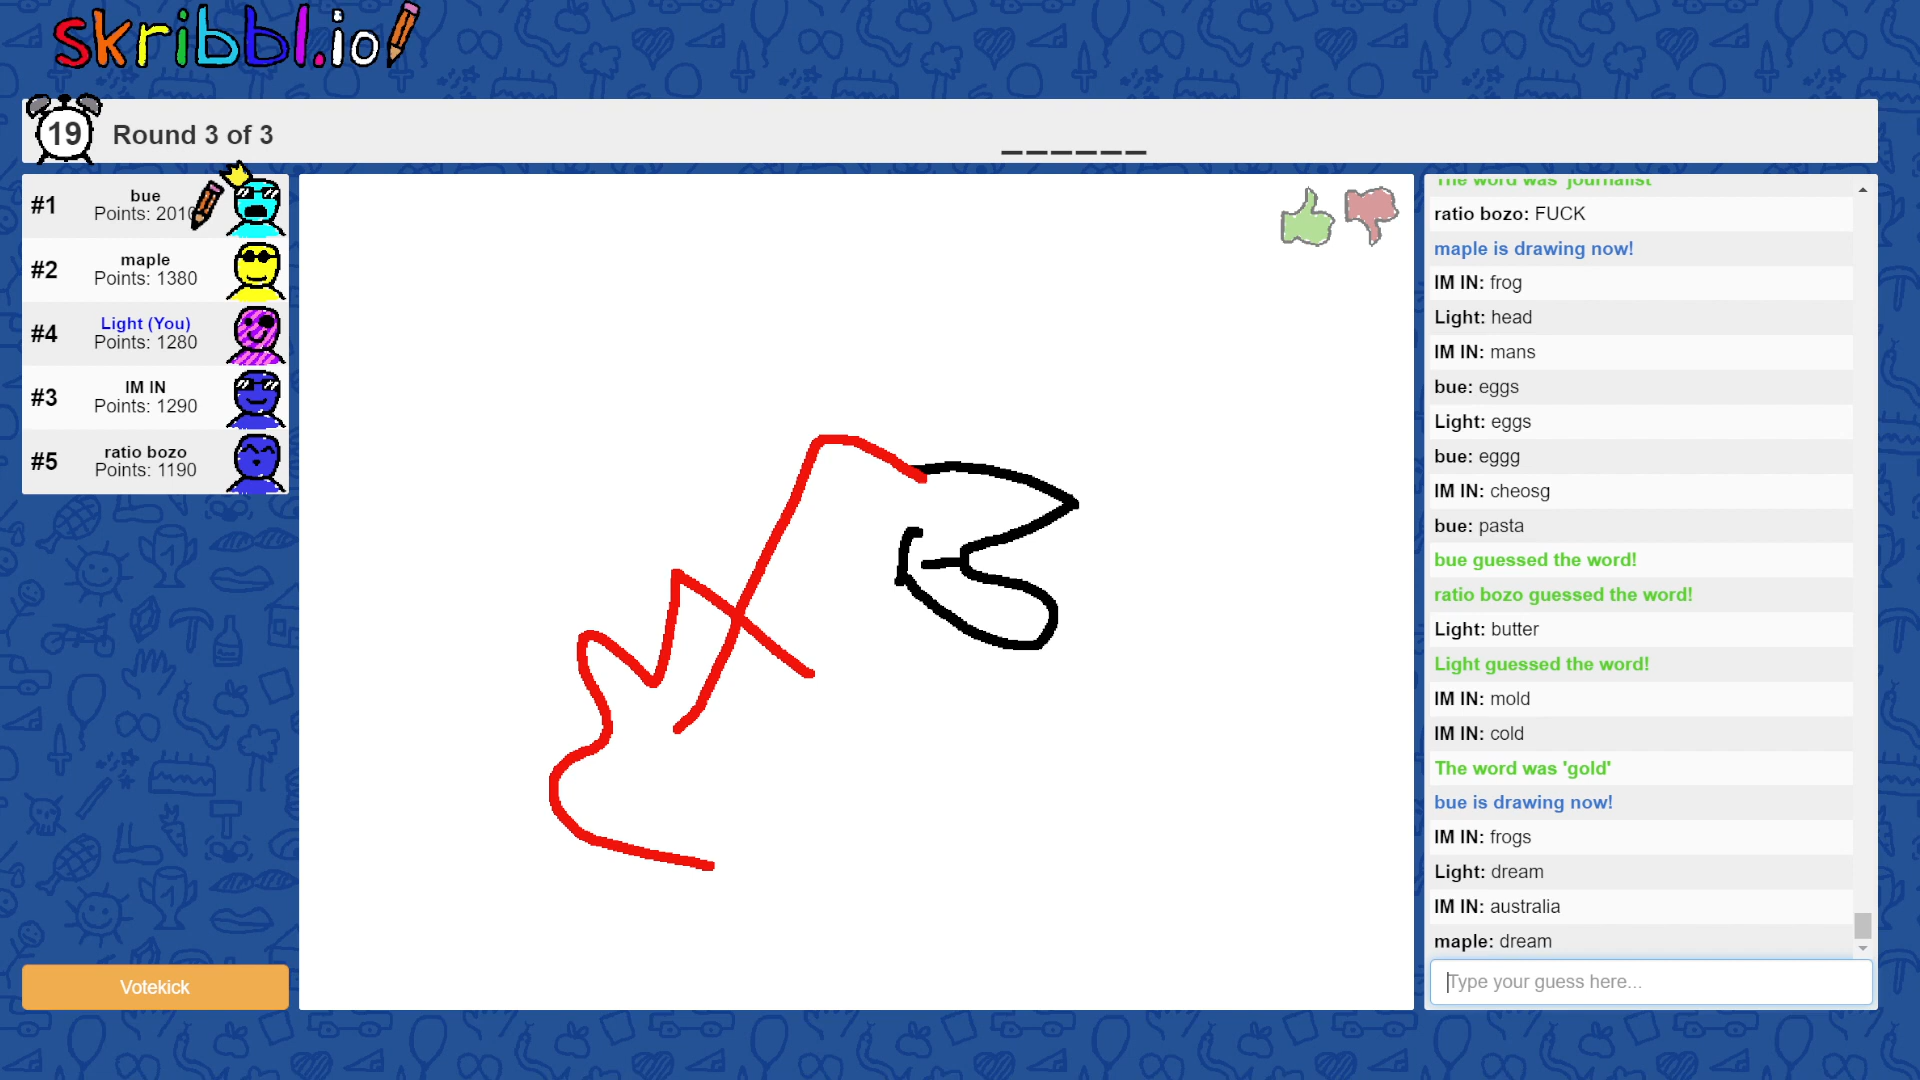 skribbl.io
19
Round 3 of 3
______
#1
bue
Points: 2010
#2
maple
Points: 1380
#4
Light (You)
Points: 1280
#3
IM IN
Points: 1290
#5
ratio bozo
Points: 1190
Votekick
The word was 'journalist'
ratio bozo: FUCK
maple is drawing now!
IM IN: frog
Light: head
IM IN: mans
bue: eggs
Light: eggs
bue: eggg
IM IN: cheosg
bue: pasta
bue guessed the word!
ratio bozo guessed the word!
Light: butter
Light guessed the word!
IM IN: mold
IM IN: cold
The word was 'gold'
bue is drawing now!
IM IN: frogs
Light: dream
IM IN: australia
maple: dream
Type your guess here...